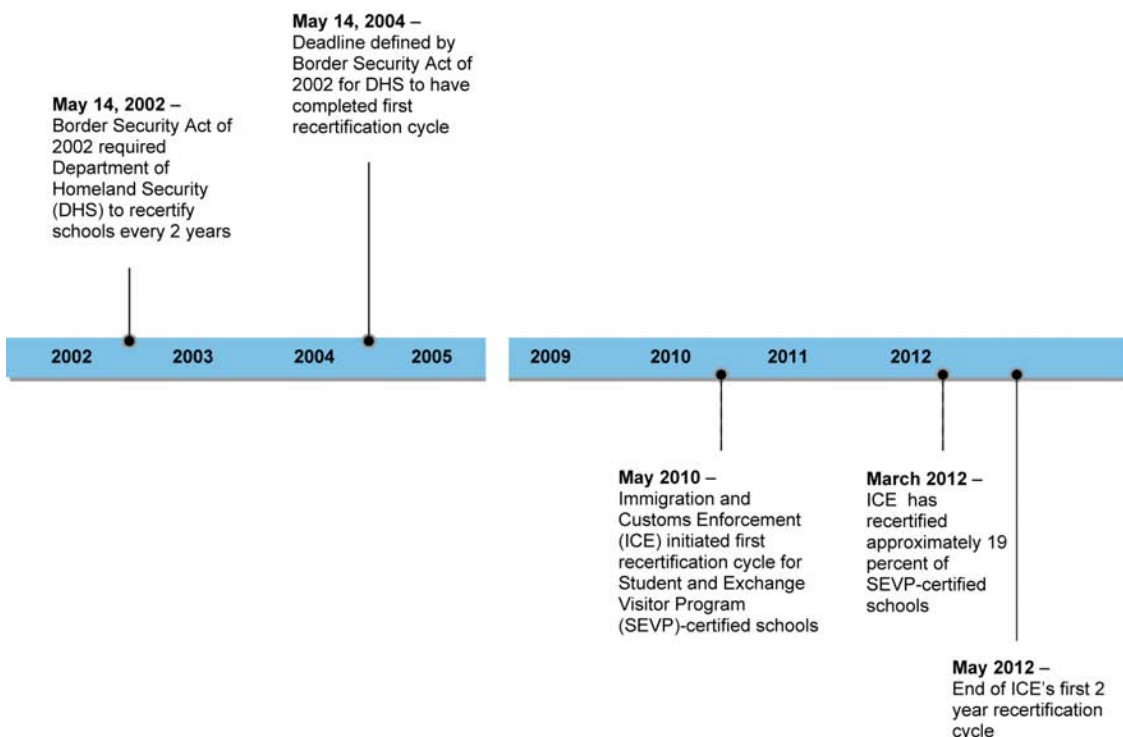 May 14, 2004 –
Deadline defined by
Border Security Act of
2002 for DHS to have
completed first
recertification cycle
May 14, 2002 –
Border Security Act of
2002 required
Department of
Homeland Security
(DHS) to recertify
schools every 2 years
2002 2003 2004 2005 2009 2010 2011 2012
May 2010 –
Immigration and
Customs Enforcement
(ICE) initiated first
recertification cycle for
Student and Exchange
Visitor Program
(SEVP)-certified schools
March 2012 –
ICE has
recertified
approximately 19
percent of
SEVP-certified
schools
May 2012 –
End of ICE's first 2
year recertification
cycle